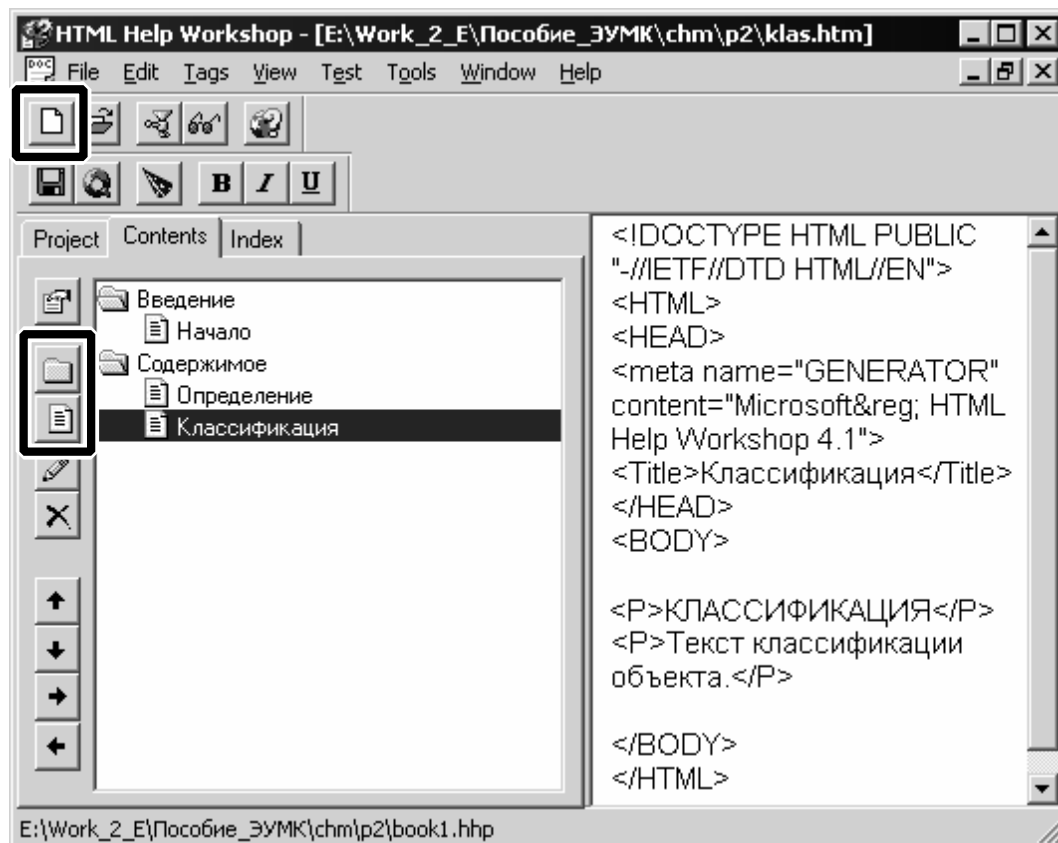 HTML Help Workshop - [E:\Work_2_E\Пособие_ЭУМК\chm\p2\klas.htm]
File Edit Tags View Test Tools Window Help
B I U
Project Contents Index
Введение
Начало
Содержимое
Определение
Классификация
<!DOCTYPE HTML PUBLIC
"-//IETF//DTD HTML//EN">
<HTML>
<HEAD>
<meta name="GENERATOR"
content="Microsoft&reg; HTML
Help Workshop 4.1">
<Title>Классификация</Title>
</HEAD>
<BODY>
<P>КЛАССИФИКАЦИЯ</P>
<P>Текст классификации
объекта.</P>
</BODY>
</HTML>
E:\Work_2_E\Пособие_ЭУМК\chm\p2\book1.hhp